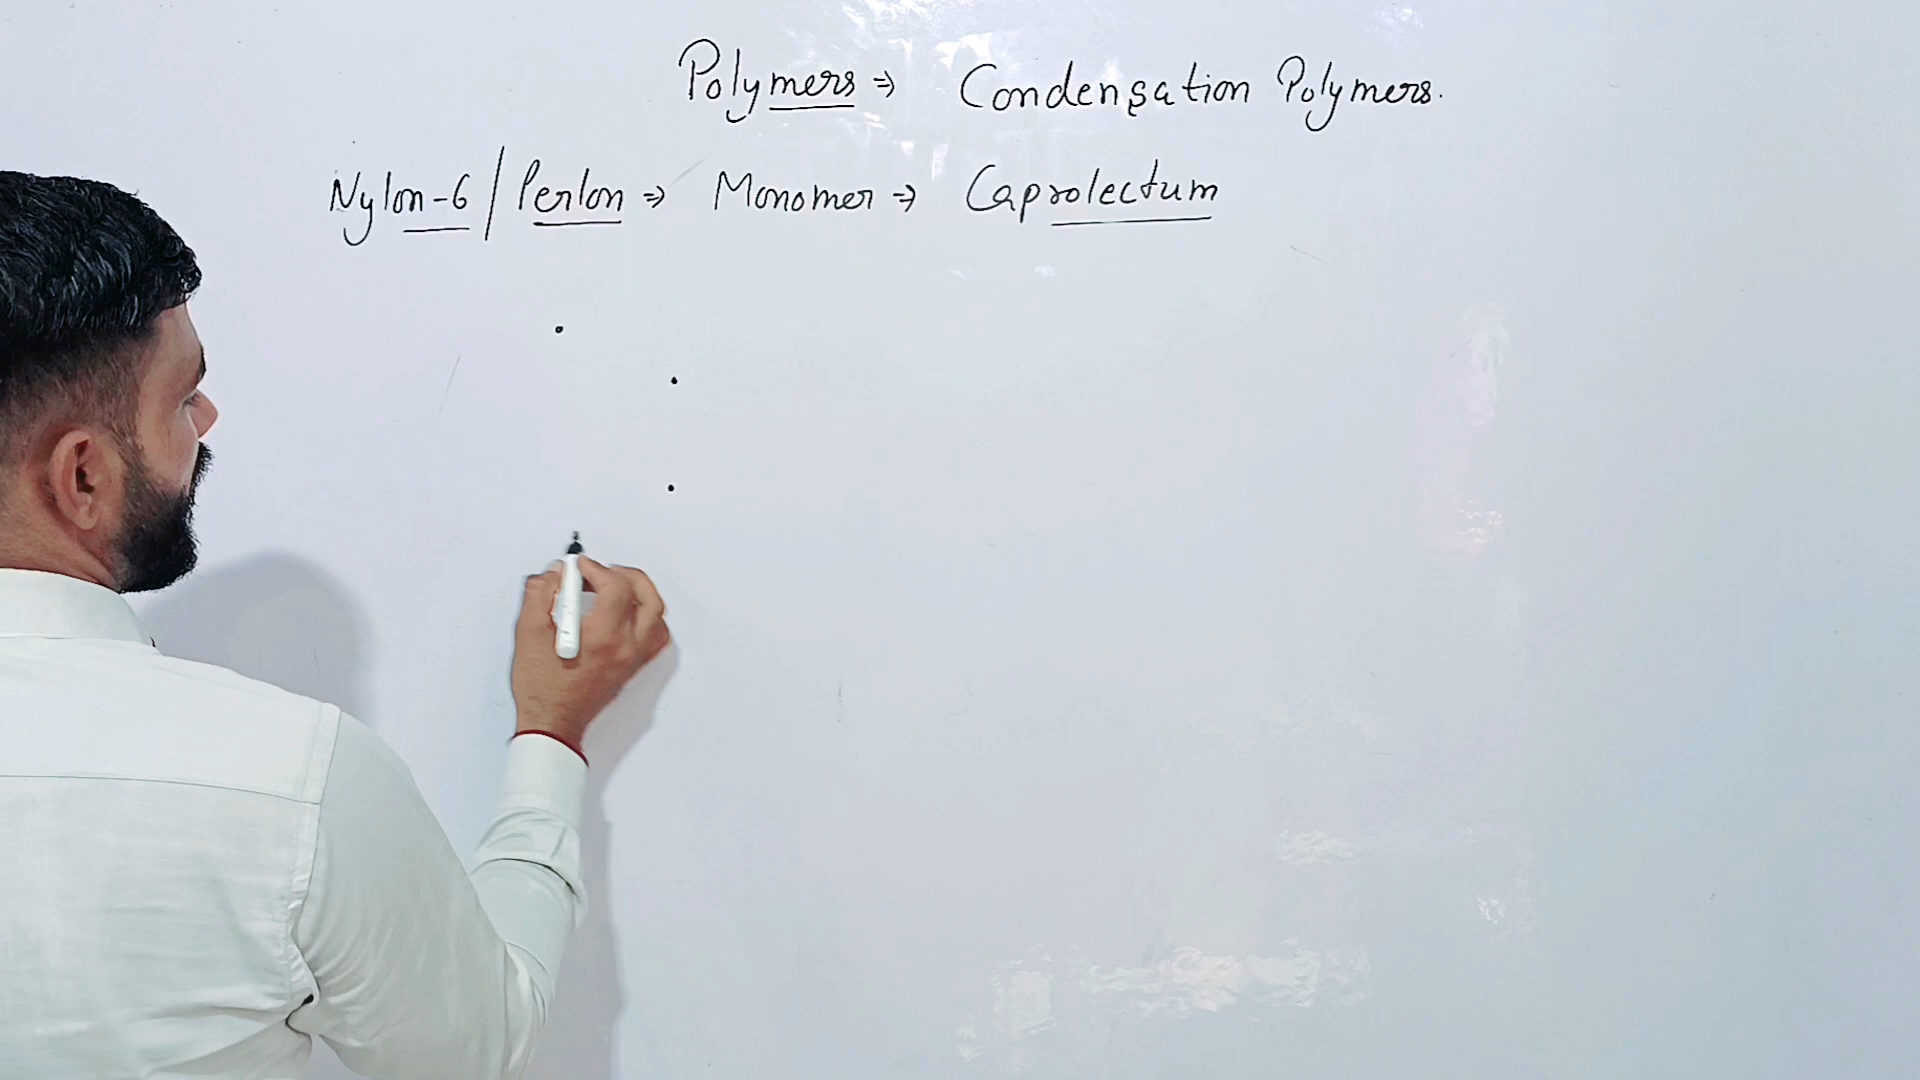 Polymers ⇒ Condensation Polymers.
Nylon-6 / Perlon ⇒ Monomer ⇒ Caprolectum